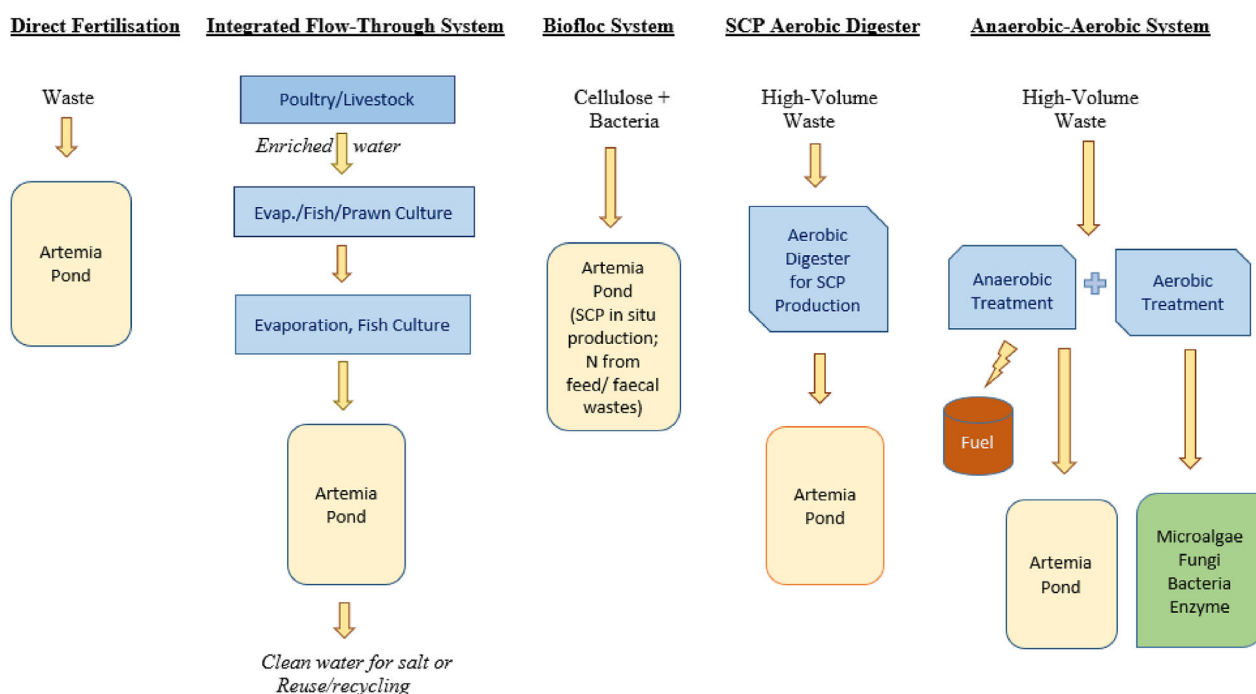 Direct Fertilisation
Waste
Artemia
Pond
Integrated Flow-Through System
Poultry/Livestock
Enriched water
Evap./Fish/Prawn Culture
Evaporation, Fish Culture
Artemia
Pond
Clean water for salt or
Reuse/recycling
Biofloc System
Cellulose +
Bacteria
Artemia
Pond
(SCP in situ
production;
N from
feed/ faecal
wastes)
SCP Aerobic Digester
High-Volume
Waste
Aerobic
Digester
for SCP
Production
Artemia
Pond
Anaerobic-Aerobic System
High-Volume
Waste
Anaerobic
Treatment
Aerobic
Treatment
Fuel
Artemia
Pond
Microalgae
Fungi
Bacteria
Enzyme